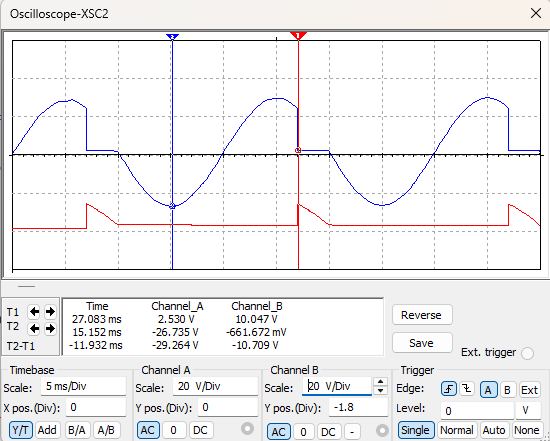 Oscilloscope-XSC2
T1
T2
T2-T1
Time Channel_A Channel_B
27.083 ms 2.530 V 10.047 V
15.152 ms -26.735 V -661.672 mV
-11.932 ms -29.264 V -10.709 V
Reverse
Save
Ext. trigger
Timebase
Scale: 5 ms/Div
X pos.(Div): 0
Y/T Add B/A A/B
Channel A
Scale: 20 V/Div
Y pos.(Div): 0
AC 0 DC
Channel B
Scale: 20 V/Div
Y pos.(Div): -1.8
AC 0 DC -
Trigger
Edge: A B Ext
Level: 0 V
Single Normal Auto None